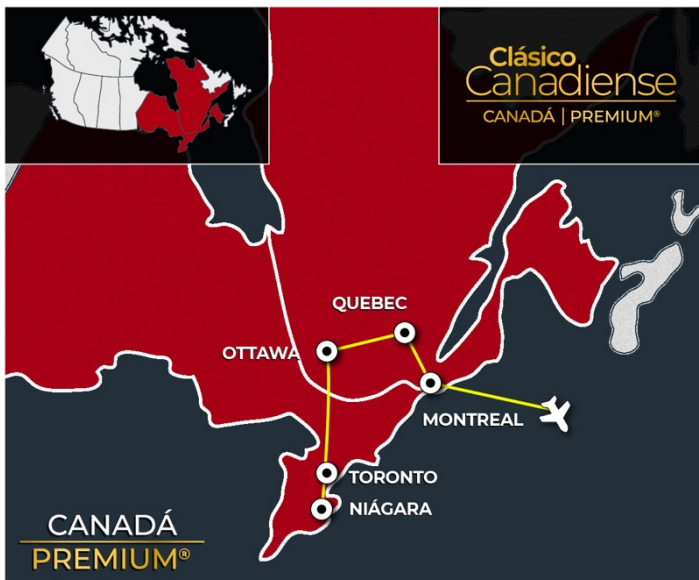 Clásico
Canadiense
CANADÁ | PREMIUM®
QUEBEC
OTTAWA
MONTREAL
TORONTO
NIÁGARA
CANADÁ
PREMIUM®